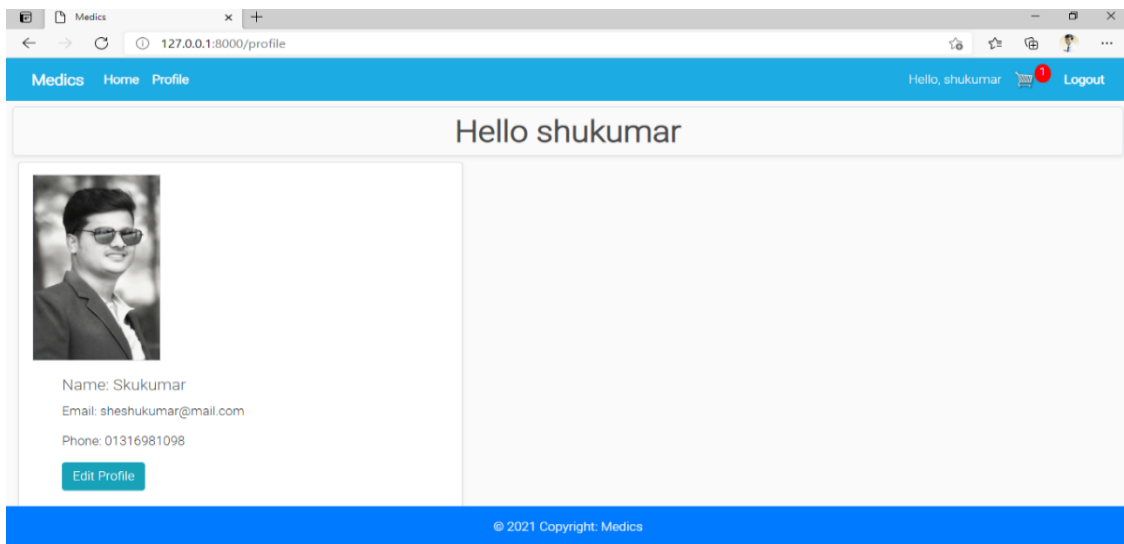 Medics
127.0.0.1:8000/profile
Medics Home Profile Hello, shukumar 1 Logout
Hello shukumar
Name: Skukumar
Email: sheshukumar@mail.com
Phone: 01316981098
Edit Profile
© 2021 Copyright: Medics